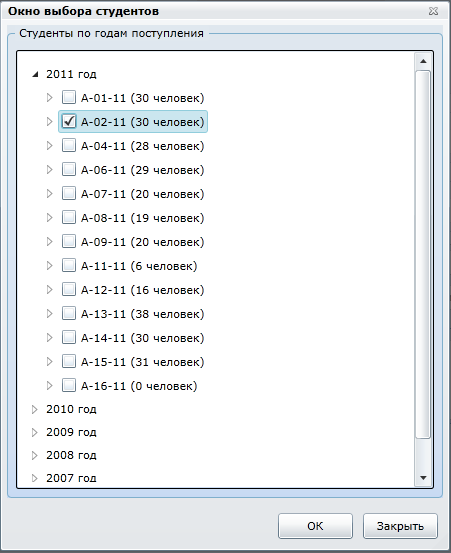 Окно выбора студентов
Студенты по годам поступления
2011 год
А-01-11 (30 человек)
А-02-11 (30 человек)
А-04-11 (28 человек)
А-06-11 (29 человек)
А-07-11 (20 человек)
А-08-11 (19 человек)
А-09-11 (20 человек)
А-11-11 (6 человек)
А-12-11 (16 человек)
А-13-11 (38 человек)
А-14-11 (30 человек)
А-15-11 (31 человек)
А-16-11 (0 человек)
2010 год
2009 год
2008 год
2007 год
ОК Закрыть